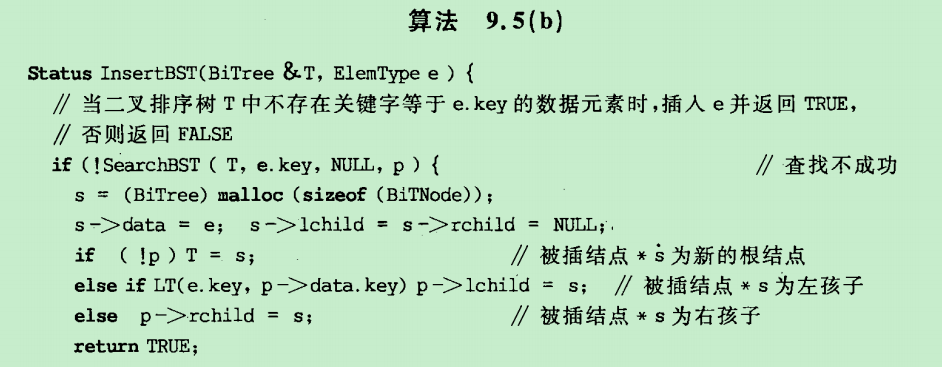 算法 9.5(b)
Status InsertBST(BiTree &T, ElemType e ) {
// 当二叉排序树 T 中不存在关键字等于 e.key 的数据元素时,插入 e 并返回 TRUE,
// 否则返回 FALSE
if (!SearchBST ( T, e.key, NULL, p ) { // 查找不成功
s = (BiTree) malloc (sizeof (BiTNode));
s->data = e; s->lchild = s->rchild = NULL;
if ( !p ) T = s; // 被插结点 * s 为新的根结点
else if LT(e.key, p->data.key) p->lchild = s; // 被插结点 * s 为左孩子
else p->rchild = s; // 被插结点 * s 为右孩子
return TRUE;